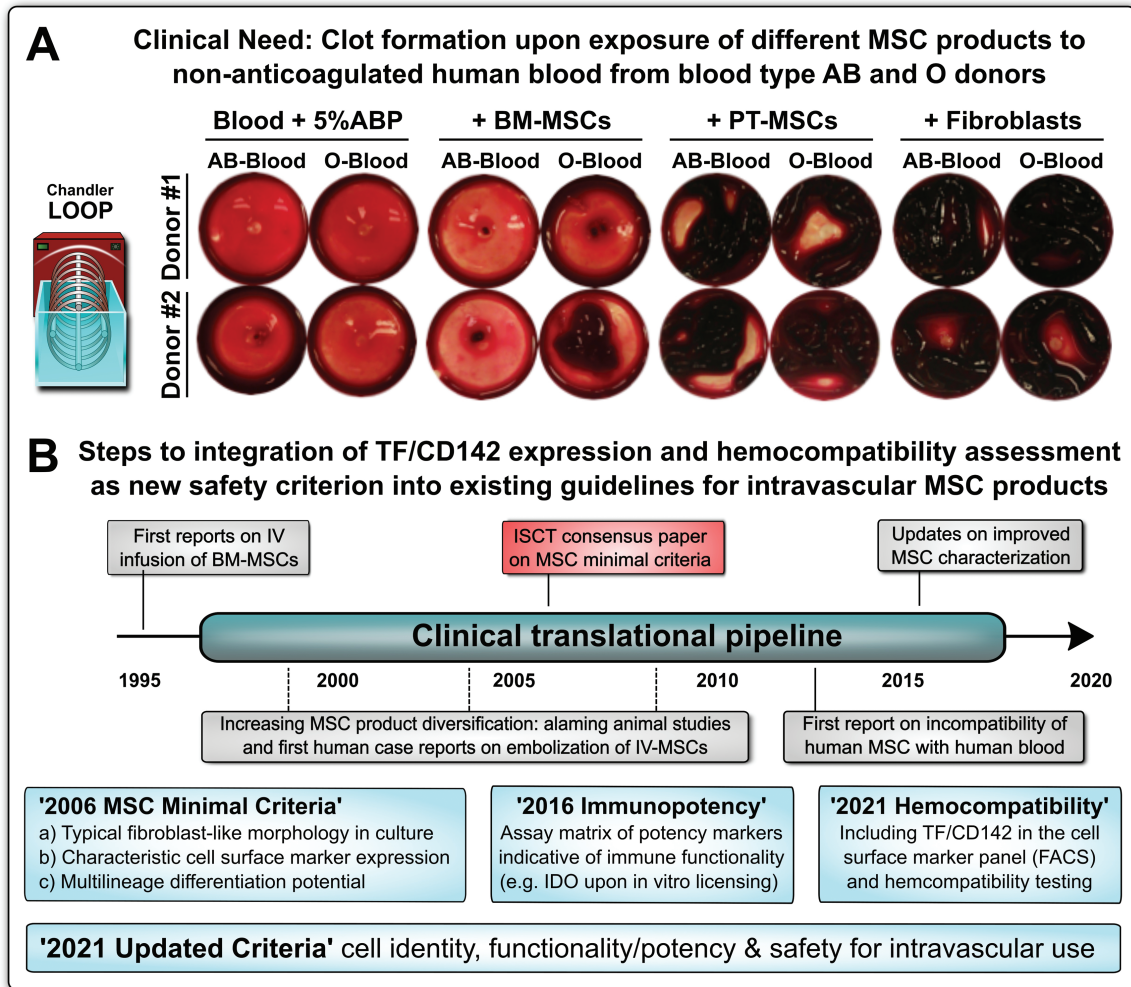 A
Clinical Need: Clot formation upon exposure of different MSC products to
non-anticoagulated human blood from blood type AB and O donors
Blood + 5%ABP
+ BM-MSCs
+ PT-MSCs
+ Fibroblasts
AB-Blood
O-Blood
AB-Blood
O-Blood
AB-Blood
O-Blood
AB-Blood
O-Blood
Chandler
LOOP
Donor #1
Donor #2
B
Steps to integration of TF/CD142 expression and hemocompatibility assessment
as new safety criterion into existing guidelines for intravascular MSC products
First reports on IV
infusion of BM-MSCs
ISCT consensus paper
on MSC minimal criteria
Updates on improved
MSC characterization
Clinical translational pipeline
1995
2000
2005
2010
2015
2020
Increasing MSC product diversification: alaming animal studies
and first human case reports on embolization of IV-MSCs
First report on incompatibility of
human MSC with human blood
'2006 MSC Minimal Criteria'
a) Typical fibroblast-like morphology in culture
b) Characteristic cell surface marker expression
c) Multilineage differentiation potential
'2016 Immunopotency'
Assay matrix of potency markers
indicative of immune functionality
(e.g. IDO upon in vitro licensing)
'2021 Hemocompatibility'
Including TF/CD142 in the cell
surface marker panel (FACS)
and hemcompatibility testing
'2021 Updated Criteria' cell identity, functionality/potency & safety for intravascular use